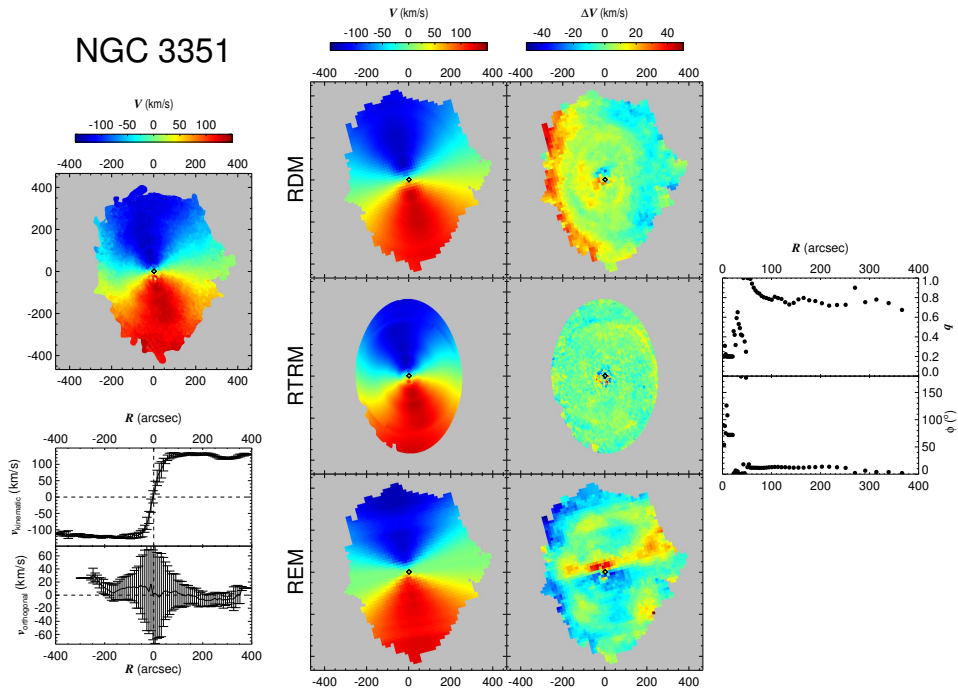 NGC 3351
V (km/s)
-100 -50 0 50 100
-400 -200 0 200 400
400
200
0
-200
-400
R (arcsec)
-400 -200 0 200 400
100
50
0
-50
-100
vkinematic (km/s)
60
40
20
0
-20
-40
-60
vorthogonal (km/s)
-400 -200 0 200 400
R (arcsec)
V (km/s)
-100 -50 0 50 100
-400 -200 0 200 400
ΔV (km/s)
-40 -20 0 20 40
-400 -200 0 200 400
RDM
RTRM
REM
-400 -200 0 200 400
-400 -200 0 200 400
R (arcsec)
0 100 200 300 400
1.0
0.8
0.6
0.4
0.2
0.0
q
150
100
50
0
ϕ (°)
0 100 200 300 400